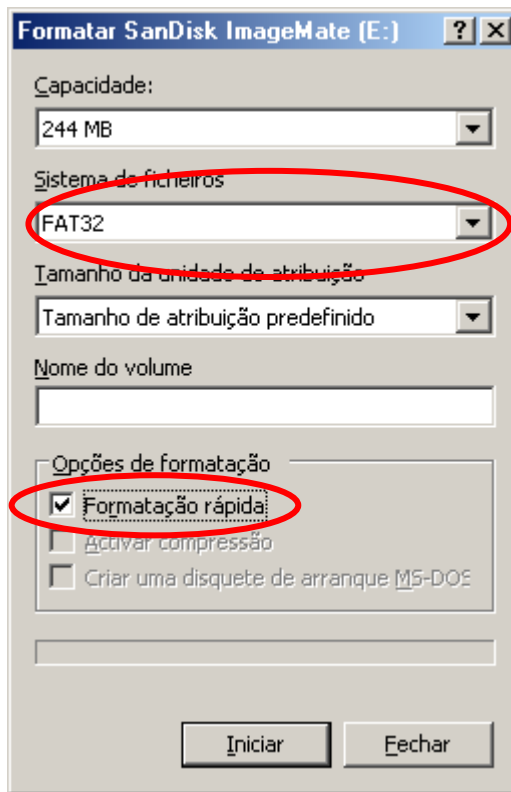 Formatar SanDisk ImageMate (E:)
Capacidade:
244 MB
Sistema de ficheiros
FAT32
Tamanho da unidade de atribuição
Tamanho de atribuição predefinido
Nome do volume
Opções de formatação
Formatação rápida
Activar compressão
Criar uma disquete de arranque MS-DOS
Iniciar Fechar